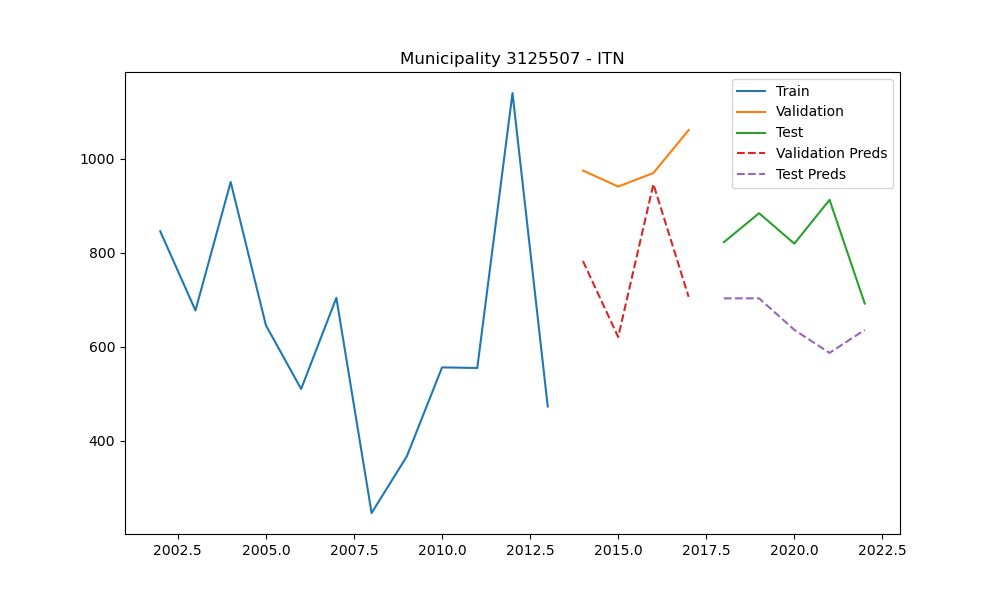 Municipality 3125507 - ITN
Train
Validation
Test
Validation Preds
Test Preds
1000
800
600
400
2002.5 2005.0 2007.5 2010.0 2012.5 2015.0 2017.5 2020.0 2022.5